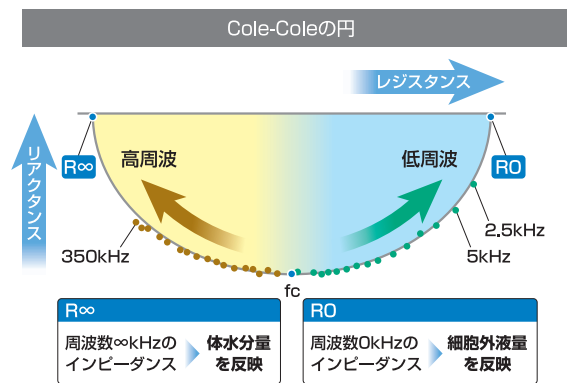 Cole-Coleの円
レジスタンス
リアクタンス
R∞
高周波
低周波
R0
2.5kHz
5kHz
350kHz
fc
R∞
周波数∞kHzの
インピーダンス
体水分量
を反映
R0
周波数0kHzの
インピーダンス
細胞外液量
を反映